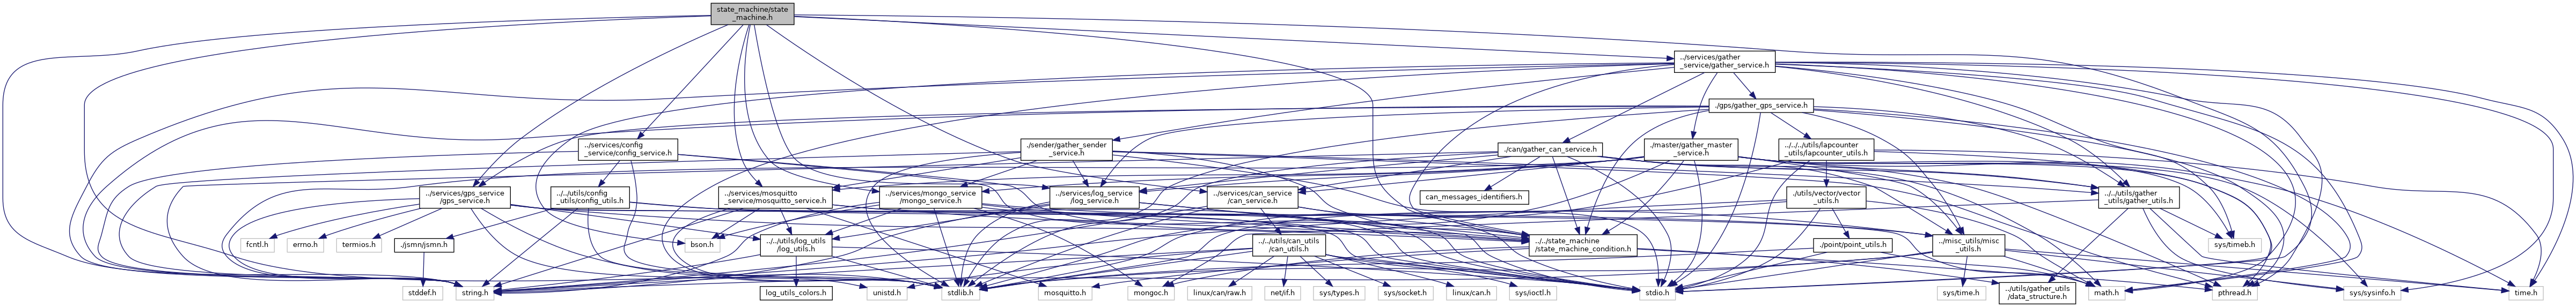 state_machine/state
_machine.h
../services/gather
_service/gather_service.h
./gps/gather_gps_service.h
../services/config
_service/config_service.h
./sender/gather_sender
_service.h
./can/gather_can_service.h
./master/gather_master
_service.h
../../../utils/lapcounter
_utils/lapcounter_utils.h
../services/gps_service
/gps_service.h
../../utils/config
_utils/config_utils.h
../services/mosquitto
_service/mosquitto_service.h
../services/mongo_service
/mongo_service.h
../services/log_service
/log_service.h
../services/can_service
/can_service.h
can_messages_identifiers.h
./utils/vector/vector
_utils.h
../../utils/gather
_utils/gather_utils.h
fcntl.h
errno.h
termios.h
./jsmn/jsmn.h
bson.h
../../utils/log_utils
/log_utils.h
../../utils/can_utils
/can_utils.h
../../state_machine
/state_machine_condition.h
./point/point_utils.h
../misc_utils/misc
_utils.h
sys/timeb.h
stddef.h
string.h
log_utils_colors.h
unistd.h
stdlib.h
mosquitto.h
mongoc.h
linux/can/raw.h
net/if.h
sys/types.h
sys/socket.h
linux/can.h
sys/ioctl.h
stdio.h
sys/time.h
../utils/gather_utils
/data_structure.h
math.h
pthread.h
sys/sysinfo.h
time.h